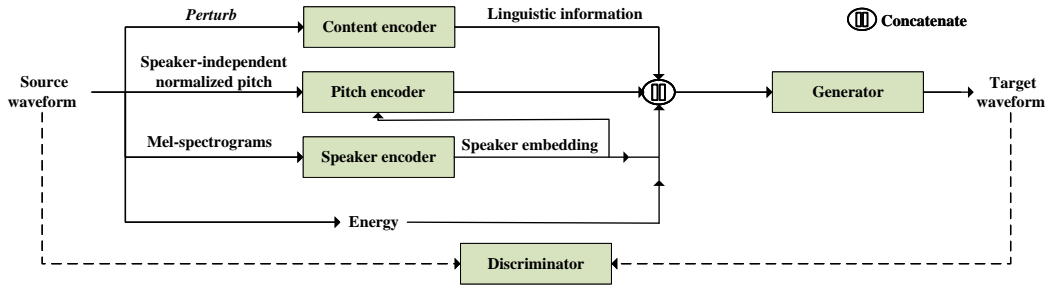 Perturb
Content encoder
Linguistic information
Concatenate
Speaker-independent
normalized pitch
Source
waveform
Pitch encoder
Generator
Target
waveform
Mel-spectrograms
Speaker encoder
Speaker embedding
Energy
Discriminator